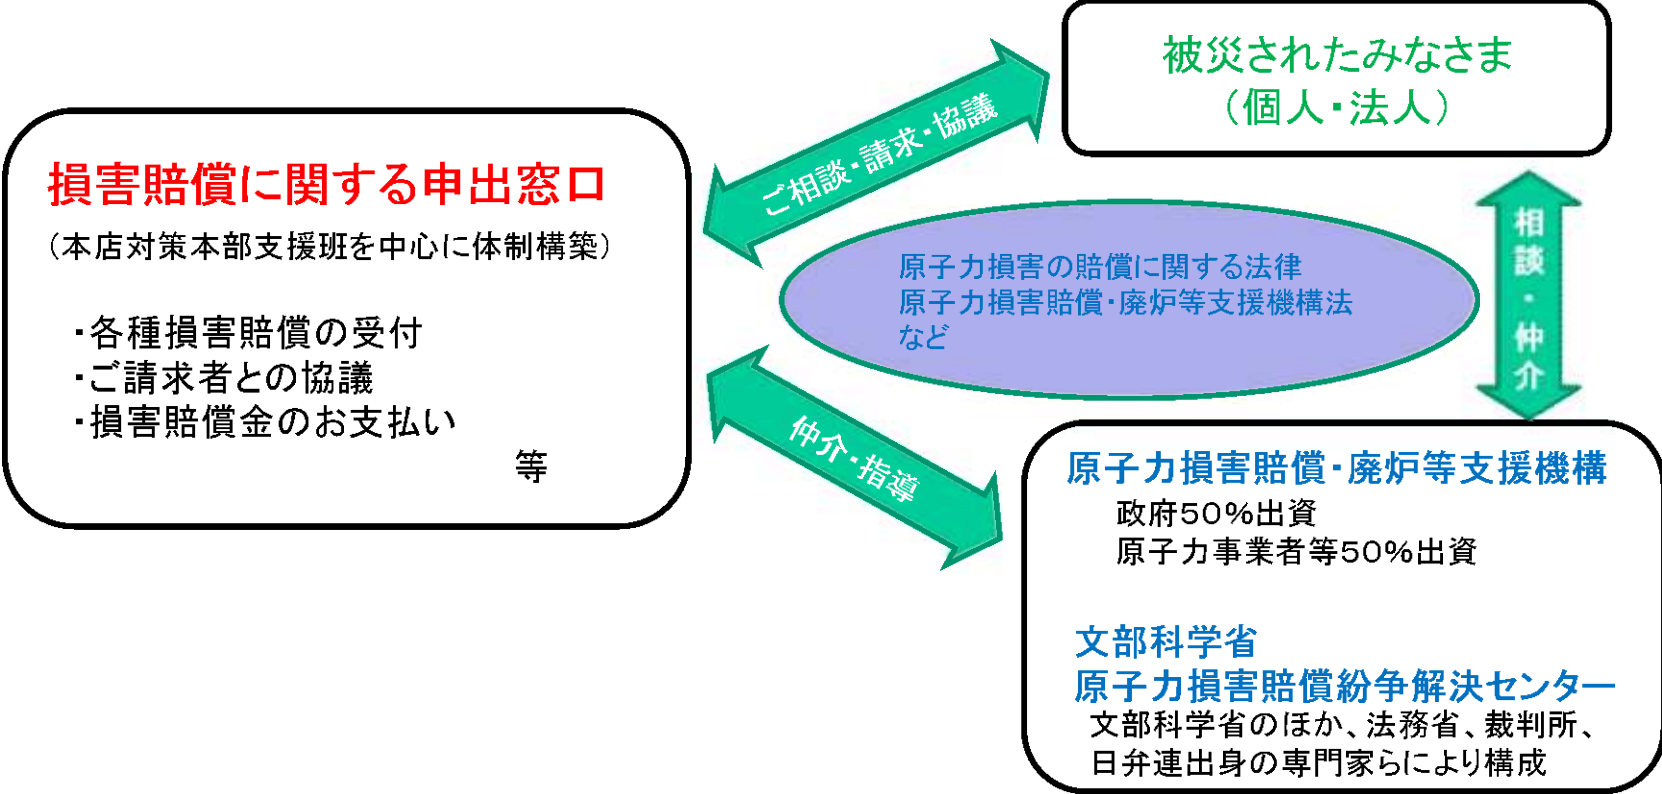 被災されたみなさま
(個人・法人)
ご相談・請求・協議
損害賠償に関する申出窓口
(本店対策本部支援班を中心に体制構築)
・各種損害賠償の受付
・ご請求者との協議
・損害賠償金のお支払い
等
原子力損害の賠償に関する法律
原子力損害賠償・廃炉等支援機構法
など
相談・仲介
仲介・指導
原子力損害賠償・廃炉等支援機構
政府50%出資
原子力事業者等50%出資
文部科学省
原子力損害賠償紛争解決センター
文部科学省のほか、法務省、裁判所、
日弁連出身の専門家らにより構成